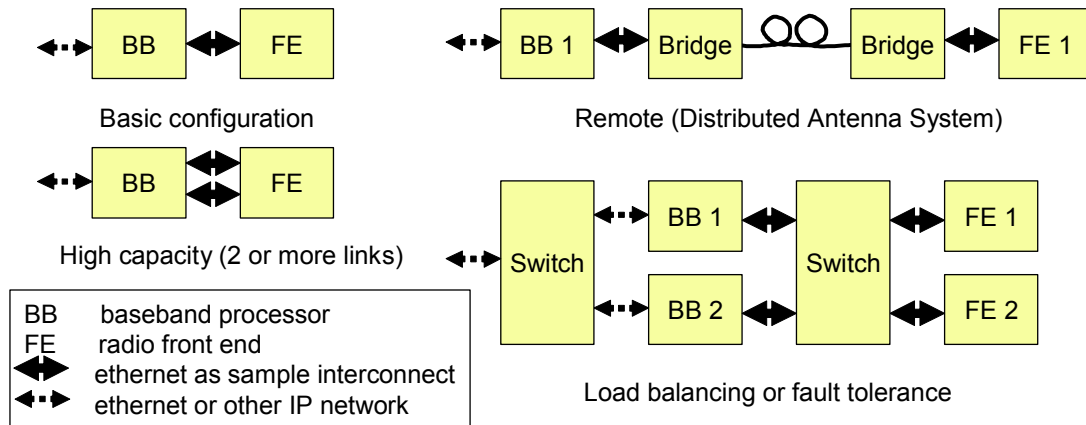 BB FE
Basic configuration
BB FE
High capacity (2 or more links)
BB baseband processor
FE radio front end
ethernet as sample interconnect
ethernet or other IP network
BB 1 Bridge Bridge FE 1
Remote (Distributed Antenna System)
Switch BB 1 Switch FE 1
BB 2 FE 2
Load balancing or fault tolerance